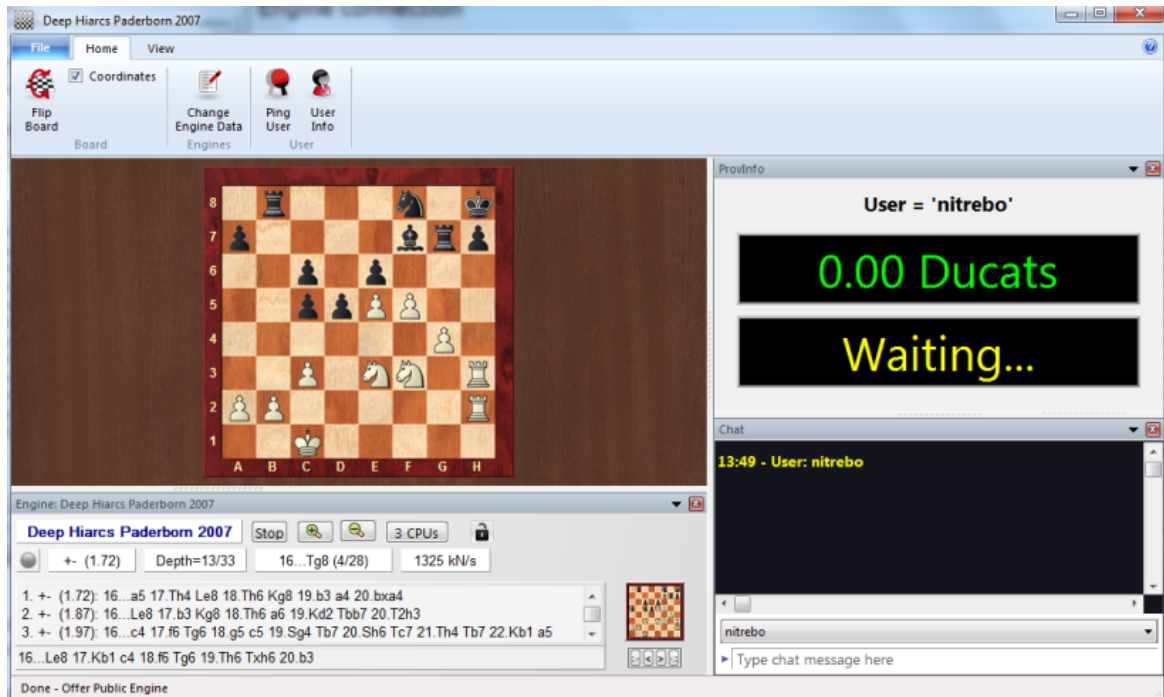 Engine connection
Deep Hiarcs Paderborn 2007
File Home View
Coordinates
Flip Board
Change Engine Data
Ping User
User Info
Board Engines User
ProvInfo
User = 'nitrebo'
0.00 Ducats
Waiting...
8
7
6
5
4
3
2
1
A B C D E F G H
Chat
13:49 - User: nitrebo
Engine: Deep Hiarcs Paderborn 2007
Deep Hiarcs Paderborn 2007 Stop 3 CPUs
+- (1.72) Depth=13/33 16...Tg8 (4/28) 1325 kN/s
1. +- (1.72): 16...a5 17.Th4 Le8 18.Th6 Kg8 19.b3 a4 20.bxa4
2. +- (1.87): 16...Le8 17.b3 Kg8 18.Th6 a6 19.Kd2 Tbb7 20.T2h3
3. +- (1.97): 16...c4 17.f6 Tg6 18.g5 c5 19.Sg4 Tb7 20.Sh6 Tc7 21.Th4 Tb7 22.Kb1 a5
16...Le8 17.Kb1 c4 18.f6 Tg6 19.Th6 Txh6 20.b3
nitrebo
Type chat message here
Done - Offer Public Engine